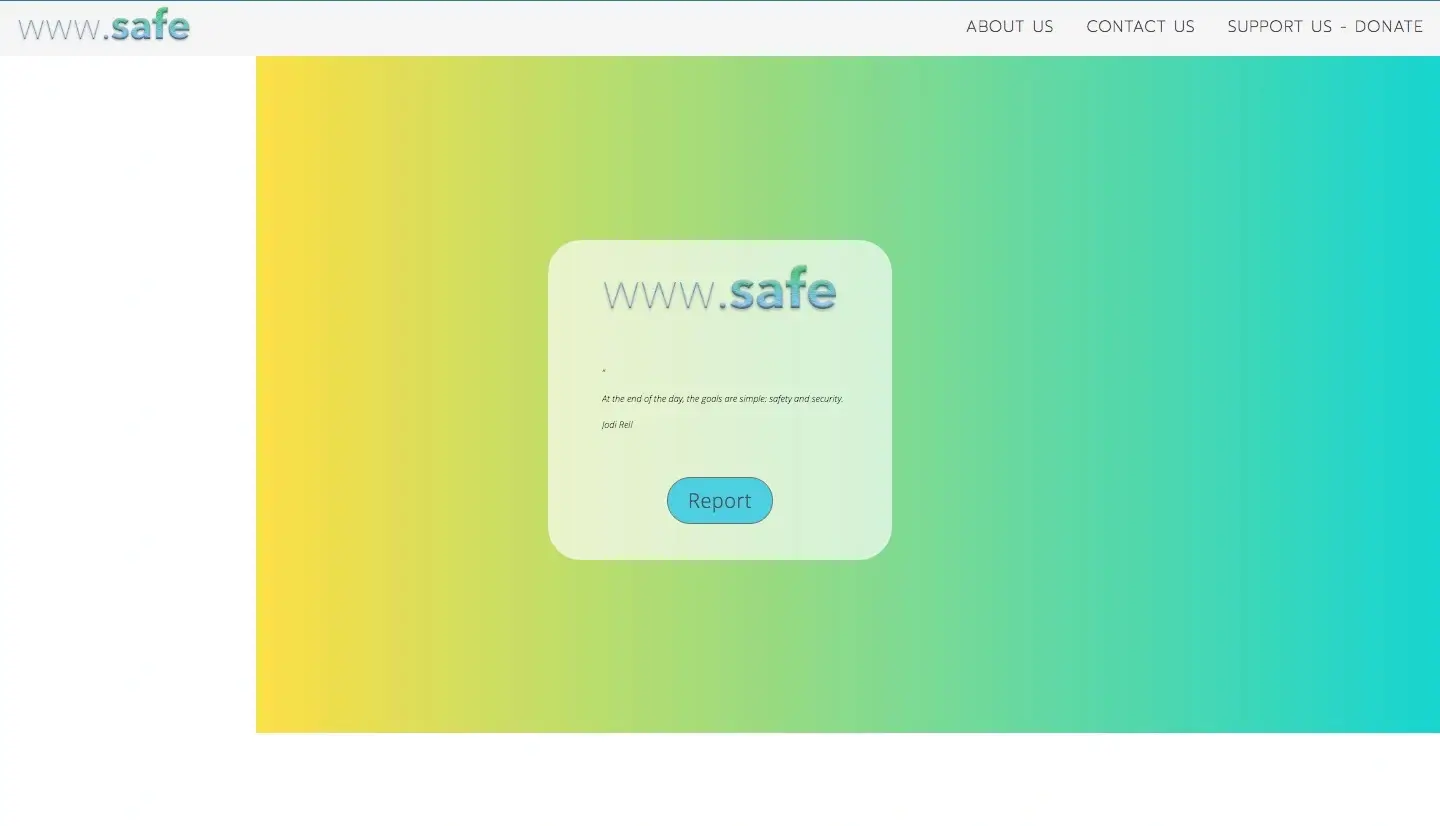 www.safe
ABOUT US
CONTACT US
SUPPORT US - DONATE
www.safe
"
At the end of the day, the goals are simple: safety and security.
Jodi Rell
Report